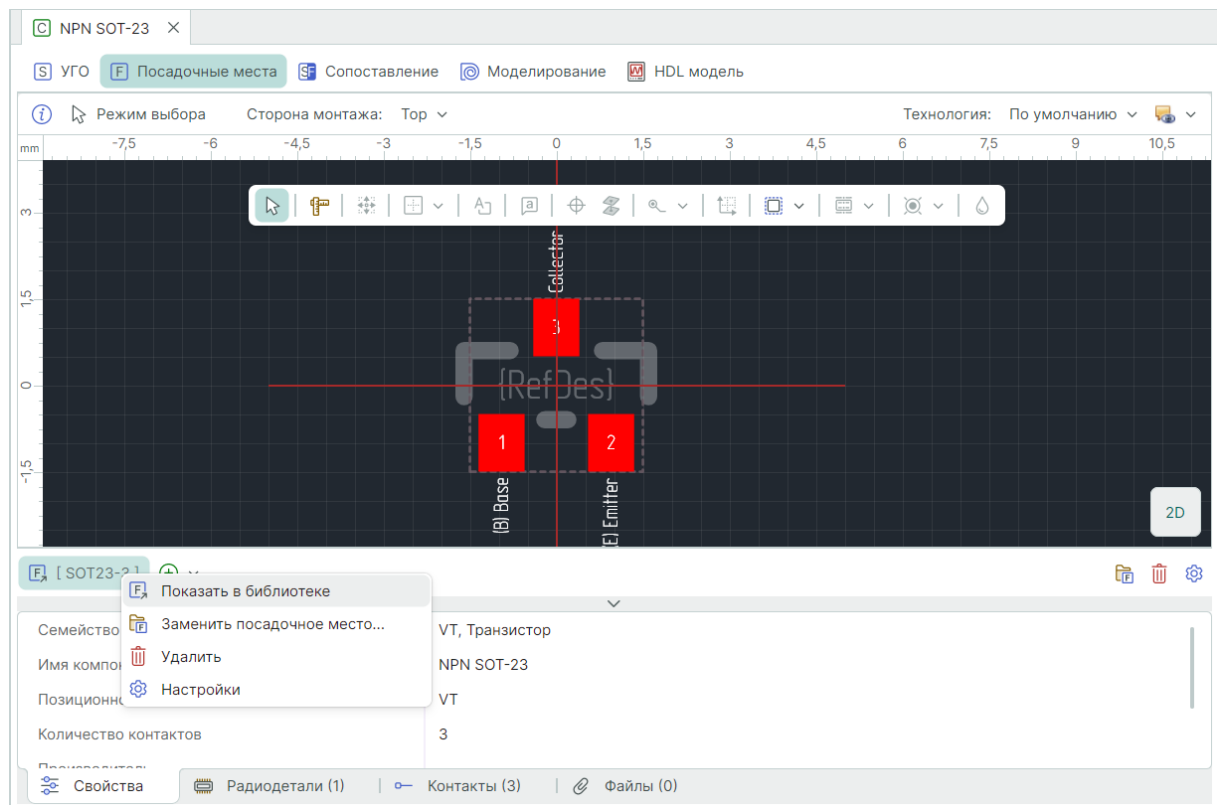 C NPN SOT-23
S УГО F Посадочные места SF Сопоставление Моделирование HDL модель
i Режим выбора Сторона монтажа: Top Технология: По умолчанию
mm -7,5 -6 -4,5 -3 -1,5 0 1,5 3 4,5 6 7,5 9 10,5
3
1,5
0
-1,5
Collector
3
{RefDes}
1 2
(B) Base
E) Emitter
2D
F [ SOT23-3 ]
F Показать в библиотеке
F Заменить посадочное место...
Удалить
Настройки
Семейство VT, Транзистор
Имя компон NPN SOT-23
Позиционно VT
Количество контактов 3
Производитель
Свойства Радиодетали (1) Контакты (3) Файлы (0)